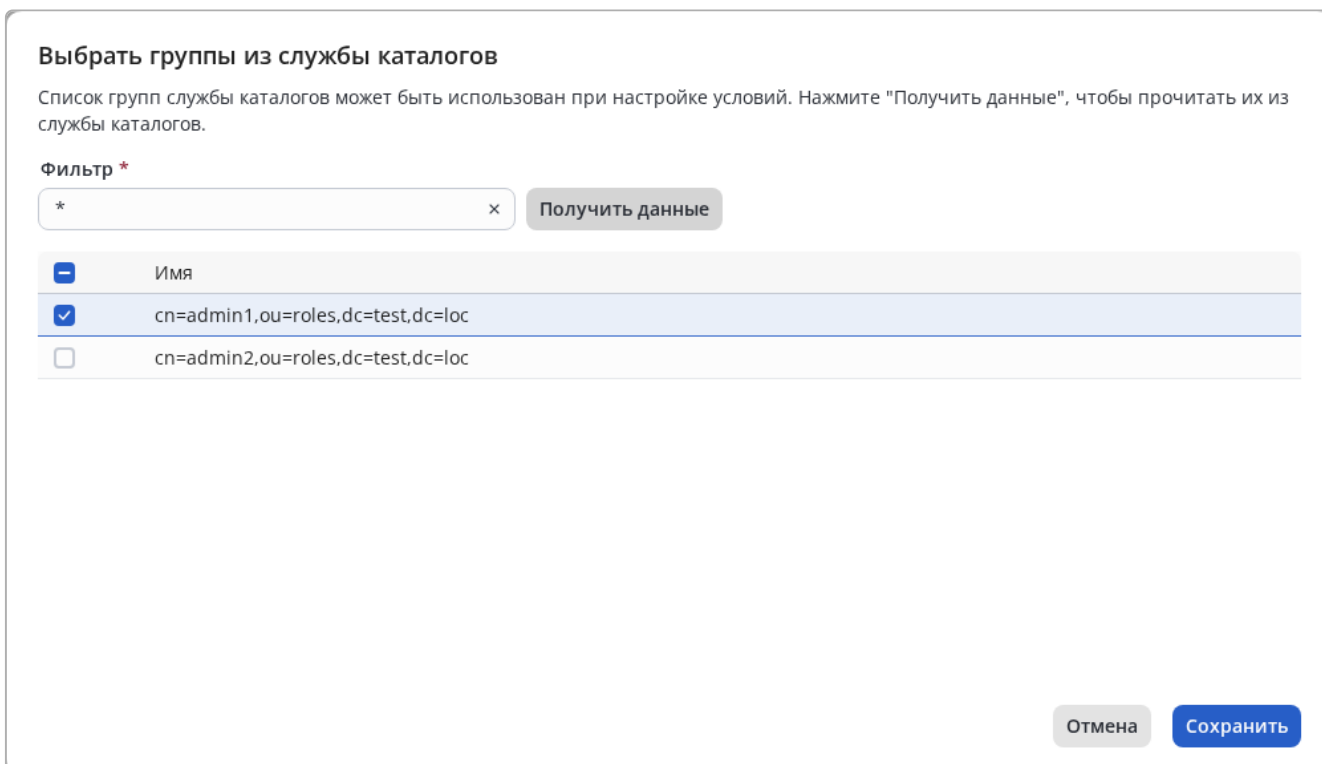 Выбрать группы из службы каталогов
Список групп службы каталогов может быть использован при настройке условий. Нажмите "Получить данные", чтобы прочитать их из
службы каталогов.
Фильтр *
*
Получить данные
Имя
cn=admin1,ou=roles,dc=test,dc=loc
cn=admin2,ou=roles,dc=test,dc=loc
Отмена Сохранить